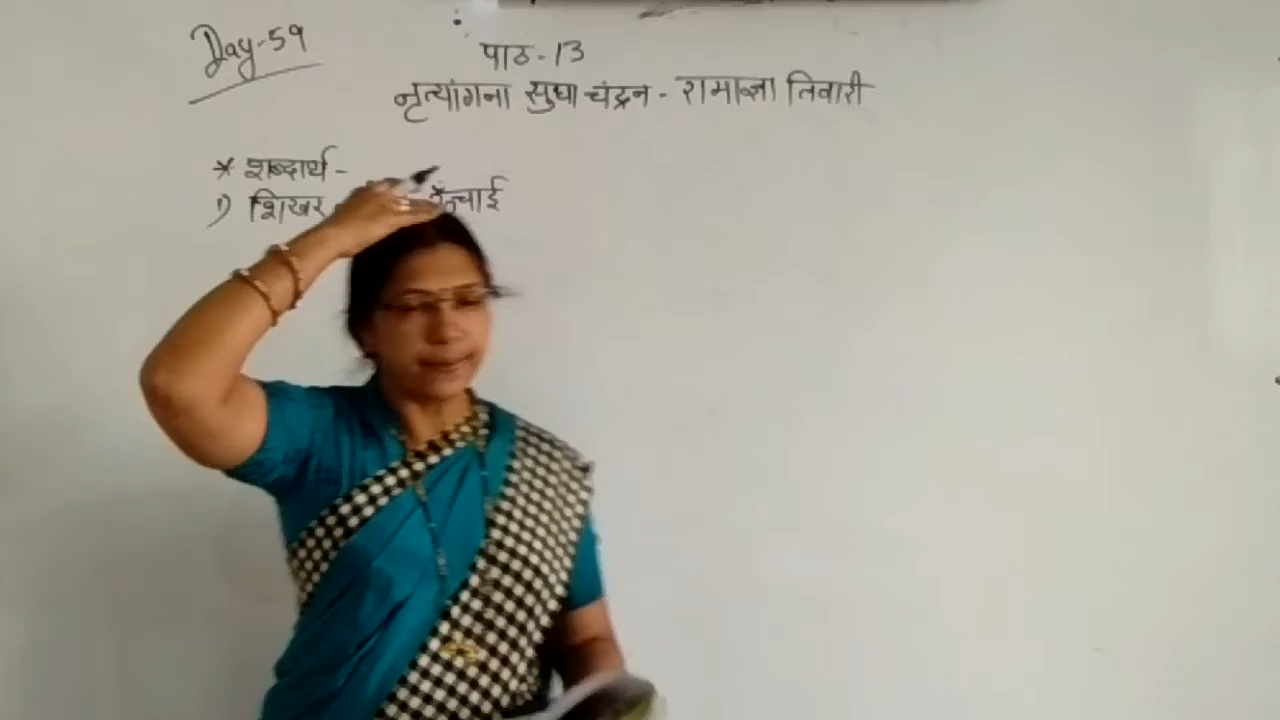 Day-59
पाठ-13
नृत्यांगना सुधा चंद्रन - रामाज्ञा तिवारी
* शब्दार्थ -
1) शिखर ऊँचाई